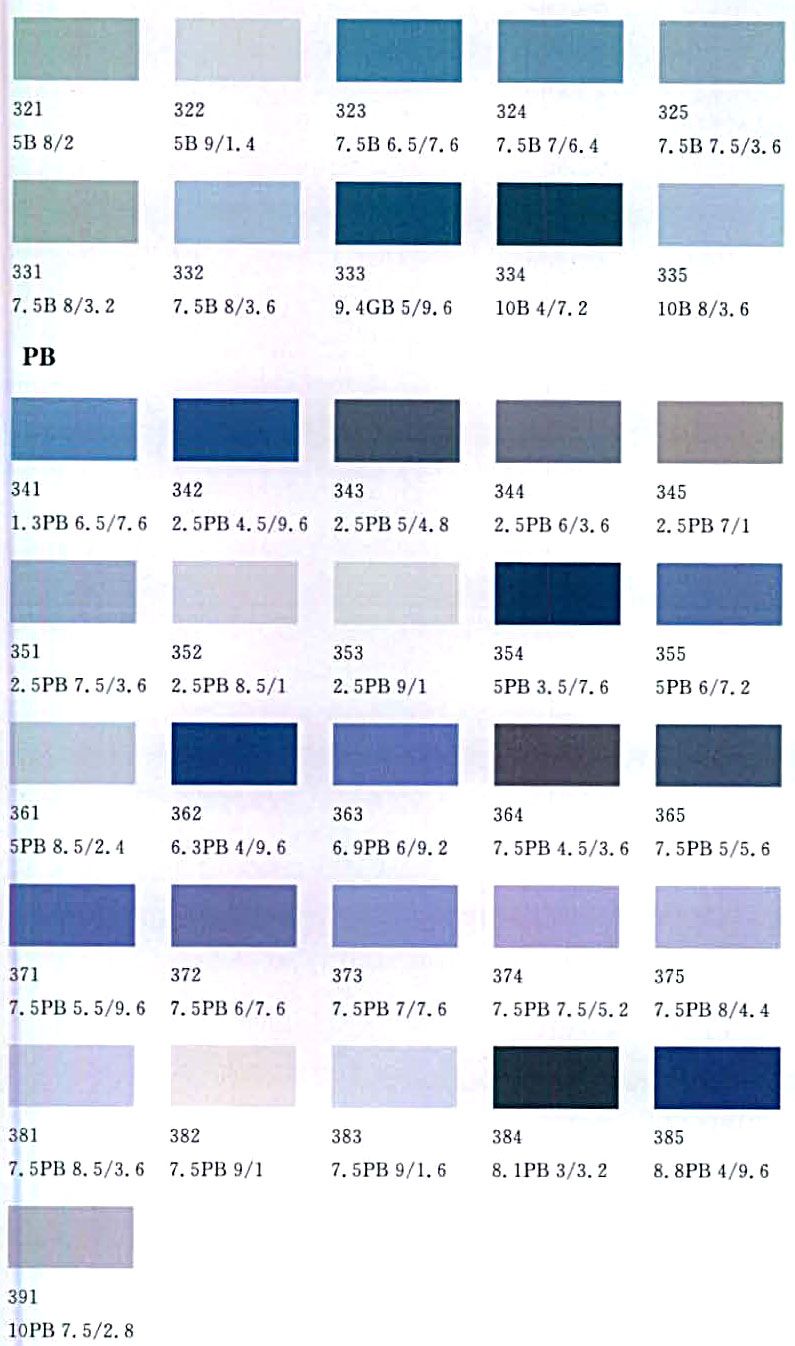 321 322 323 324 325
5B 8/2 5B 9/1.4 7.5B 6.5/7.6 7.5B 7/6.4 7.5B 7.5/3.6
331 332 333 334 335
7.5B 8/3.2 7.5B 8/3.6 9.4GB 5/9.6 10B 4/7.2 10B 8/3.6
PB
341 342 343 344 345
1.3PB 6.5/7.6 2.5PB 4.5/9.6 2.5PB 5/4.8 2.5PB 6/3.6 2.5PB 7/1
351 352 353 354 355
2.5PB 7.5/3.6 2.5PB 8.5/1 2.5PB 9/1 5PB 3.5/7.6 5PB 6/7.2
361 362 363 364 365
5PB 8.5/2.4 6.3PB 4/9.6 6.9PB 6/9.2 7.5PB 4.5/3.6 7.5PB 5/5.6
371 372 373 374 375
7.5PB 5.5/9.6 7.5PB 6/7.6 7.5PB 7/7.6 7.5PB 7.5/5.2 7.5PB 8/4.4
381 382 383 384 385
7.5PB 8.5/3.6 7.5PB 9/1 7.5PB 9/1.6 8.1PB 3/3.2 8.8PB 4/9.6
391
10PB 7.5/2.8